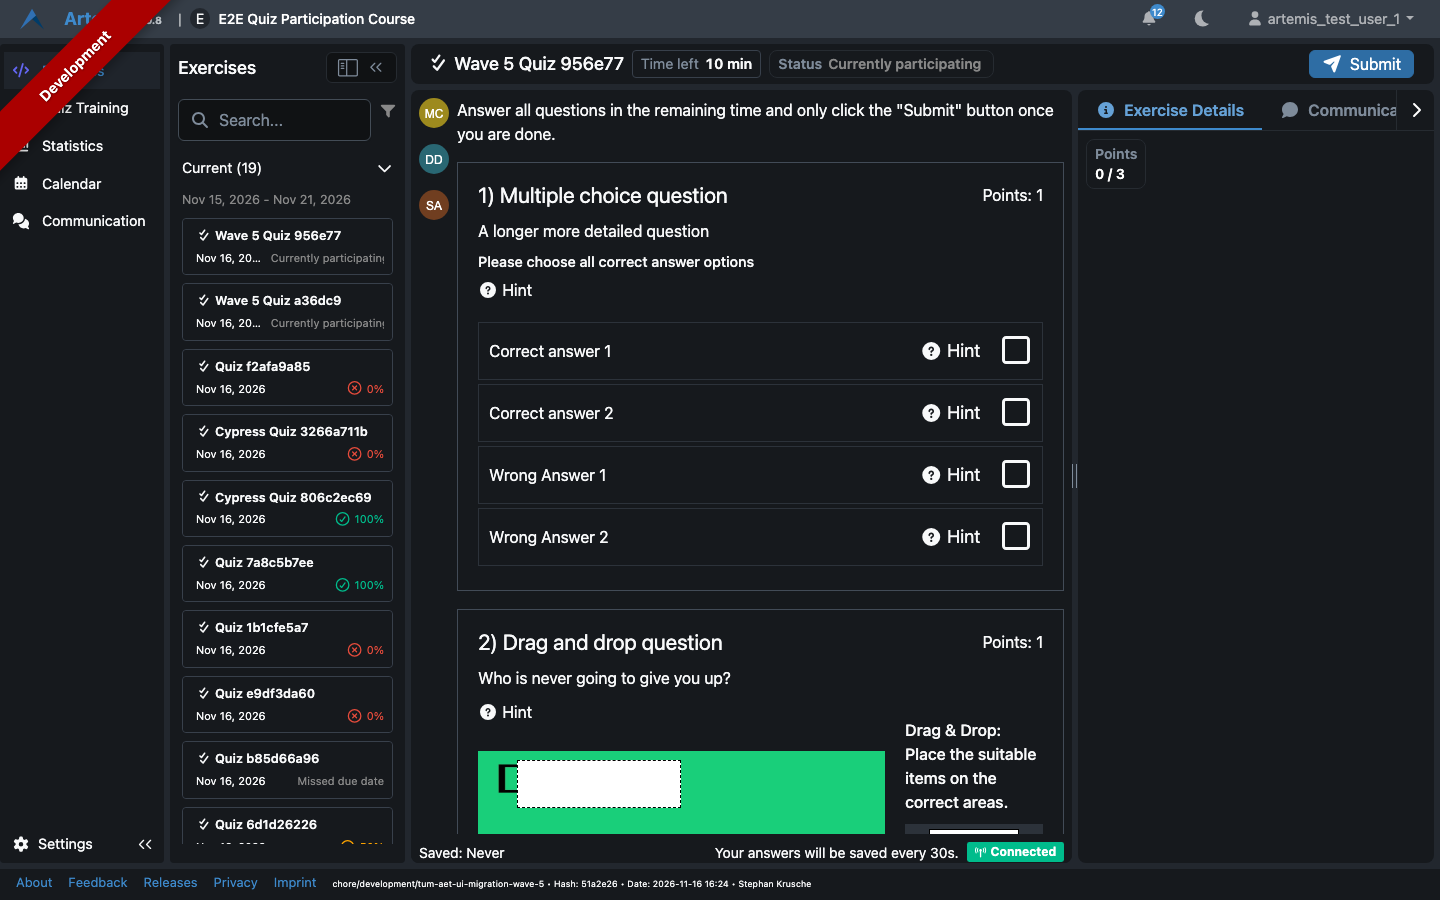 Development
E E2E Quiz Participation Course
12
artemis_test_user_1
Quiz Training
Statistics
Calendar
Communication
Settings
Exercises
Search...
Current (19)
Nov 15, 2026 - Nov 21, 2026
Wave 5 Quiz 956e77
Nov 16, 20... Currently participating
Wave 5 Quiz a36dc9
Nov 16, 20... Currently participating
Quiz f2afa9a85
Nov 16, 2026 0%
Cypress Quiz 3266a711b
Nov 16, 2026 0%
Cypress Quiz 806c2ec69
Nov 16, 2026 100%
Quiz 7a8c5b7ee
Nov 16, 2026 100%
Quiz 1b1cfe5a7
Nov 16, 2026 0%
Quiz e9df3da60
Nov 16, 2026 0%
Quiz b85d66a96
Nov 16, 2026 Missed due date
Quiz 6d1d26226
Wave 5 Quiz 956e77 Time left 10 min Status Currently participating Submit
MC
DD
SA
Answer all questions in the remaining time and only click the "Submit" button once
you are done.
1) Multiple choice question Points: 1
A longer more detailed question
Please choose all correct answer options
Hint
Correct answer 1 Hint
Correct answer 2 Hint
Wrong Answer 1 Hint
Wrong Answer 2 Hint
2) Drag and drop question Points: 1
Who is never going to give you up?
Hint
Drag & Drop:
Place the suitable
items on the
correct areas.
Saved: Never Your answers will be saved every 30s. Connected
Exercise Details Communica
Points
0 / 3
About Feedback Releases Privacy Imprint chore/development/tum-aet-ui-migration-wave-5 • Hash: 51a2e26 • Date: 2026-11-16 16:24 • Stephan Krusche